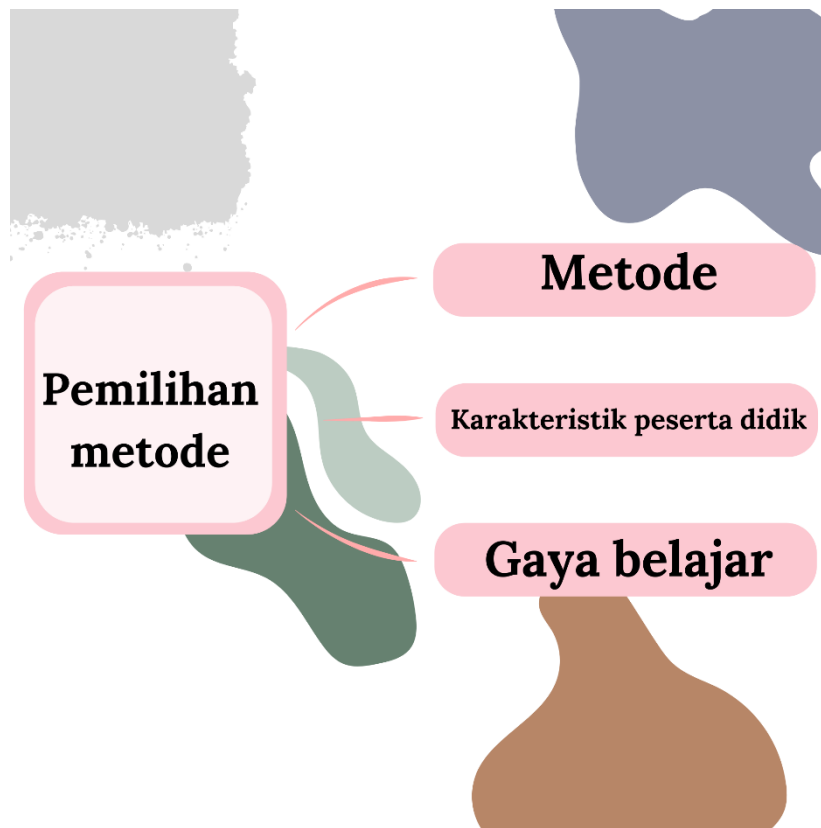 Pemilihan
metode
Metode
Karakteristik peserta didik
Gaya belajar